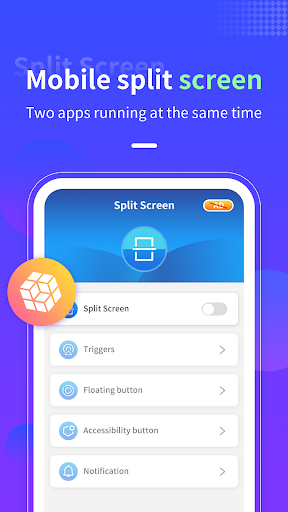 Split Screen
Mobile split screen
Two apps running at the same time
Split Screen
AD
Split Screen
Triggers
Floating button
Accessibility button
Notification